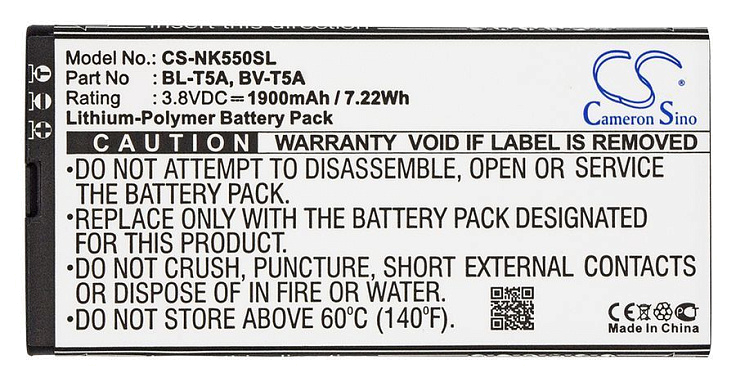 Model No.: CS-NK550SL
Part No : BL-T5A, BV-T5A
Rating : 3.8VDC⎓1900mAh / 7.22Wh
Lithium-Polymer Battery Pack
CS
Cameron Sino
CAUTION WARRANTY VOID IF LABEL REMOVED
•DO NOT ATTEMPT TO DISASSEMBLE, OPEN OR SERVICE
THE BATTERY PACK.
•REPLACE ONLY WITH THE BATTERY PACK DESIGNATED
FOR THIS PRODUCT.
•DO NOT CRUSH, PUNCTURE, SHORT EXTERNAL CONTACTS
OR DISPOSE OF IN FIRE OR WATER.
•DO NOT STORE ABOVE 60°C (140°F).
CE
Made In China